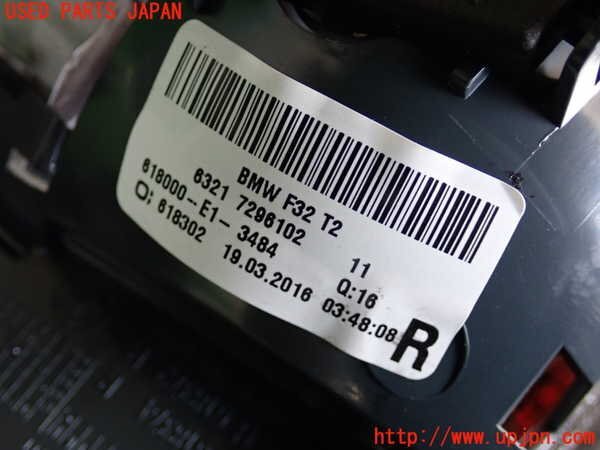 USED PARTS JAPAN
BMW F32 T2
6321 7296102 11
618000-E1-3484 Q:16
O; 618302 19.03.2016 03:48:08
R
http://www.upjpn.com